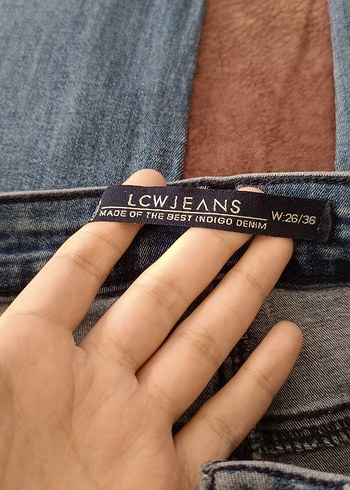 LCWJEANS
MADE OF THE BEST INDIGO DENIM
W:26/36